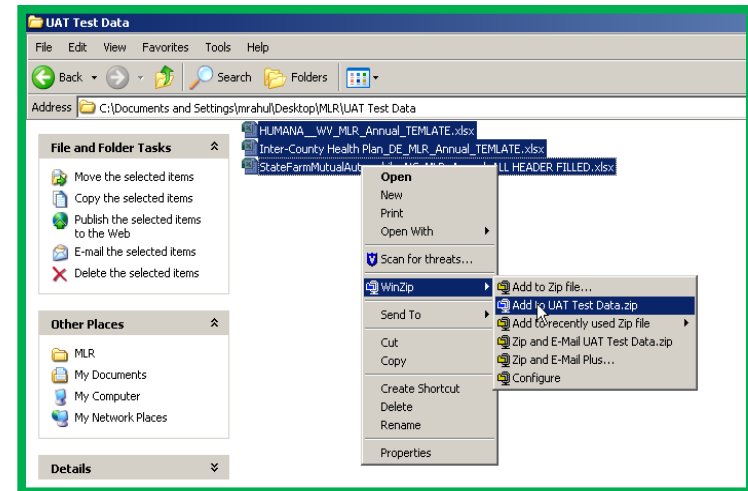 UAT Test Data
File Edit View Favorites Tools Help
Back Search Folders
Address C:\Documents and Settings\mrahul\Desktop\MLR\UAT Test Data
File and Folder Tasks
Move the selected items
Copy the selected items
Publish the selected items
to the Web
E-mail the selected items
Delete the selected items
Other Places
MLR
My Documents
My Computer
My Network Places
Details
HUMANA__WV_MLR_Annual_TEMLATE.xlsx
Inter-County Health Plan_DE_MLR_Annual_TEMLATE.xlsx
LL HEADER FILLED.xlsx
Open
New
Print
Open With
Scan for threats...
WinZip
Send To
Cut
Copy
Create Shortcut
Delete
Rename
Properties
Add to Zip file...
Add to UAT Test Data.zip
Add to recently used Zip file
Zip and E-Mail UAT Test Data.zip
Zip and E-Mail Plus...
Configure